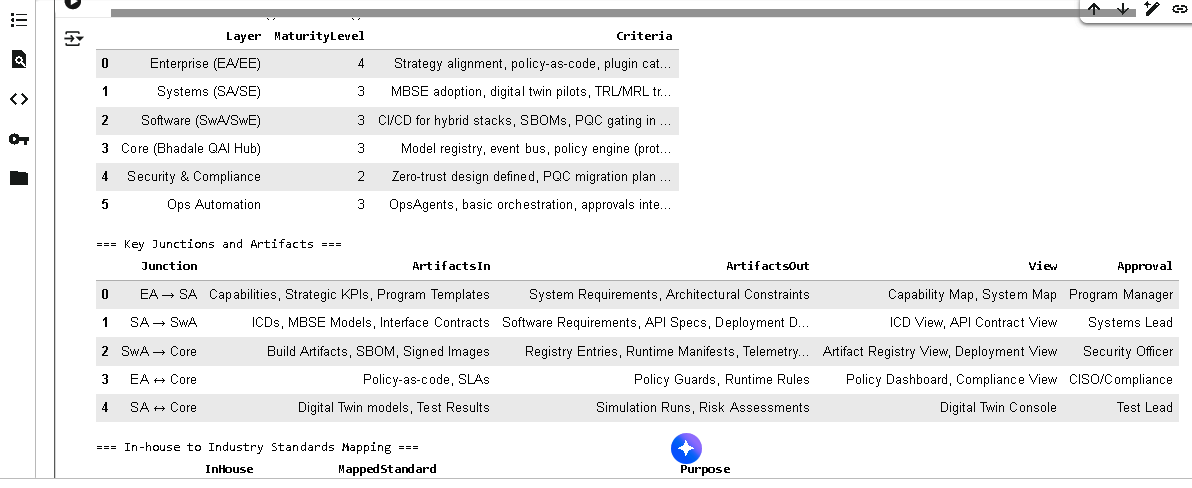 Layer MaturityLevel Criteria
0 Enterprise (EA/EE) 4 Strategy alignment, policy-as-code, plugin cat...
1 Systems (SA/SE) 3 MBSE adoption, digital twin pilots, TRL/MRL tr...
2 Software (SwA/SwE) 3 CI/CD for hybrid stacks, SBOMs, PQC gating in ...
3 Core (Bhadale QAI Hub) 3 Model registry, event bus, policy engine (prot...
4 Security & Compliance 2 Zero-trust design defined, PQC migration plan ...
5 Ops Automation 3 OpsAgents, basic orchestration, approvals inte...
=== Key Junctions and Artifacts ===
Junction ArtifactsIn ArtifactsOut View Approval
0 EA → SA Capabilities, Strategic KPIs, Program Templates System Requirements, Architectural Constraints Capability Map, System Map Program Manager
1 SA → SwA ICDs, MBSE Models, Interface Contracts Software Requirements, API Specs, Deployment D... ICD View, API Contract View Systems Lead
2 SwA → Core Build Artifacts, SBOM, Signed Images Registry Entries, Runtime Manifests, Telemetry... Artifact Registry View, Deployment View Security Officer
3 EA ↔ Core Policy-as-code, SLAs Policy Guards, Runtime Rules Policy Dashboard, Compliance View CISO/Compliance
4 SA ↔ Core Digital Twin models, Test Results Simulation Runs, Risk Assessments Digital Twin Console Test Lead
=== In-house to Industry Standards Mapping ===
InHouse MappedStandard Purpose